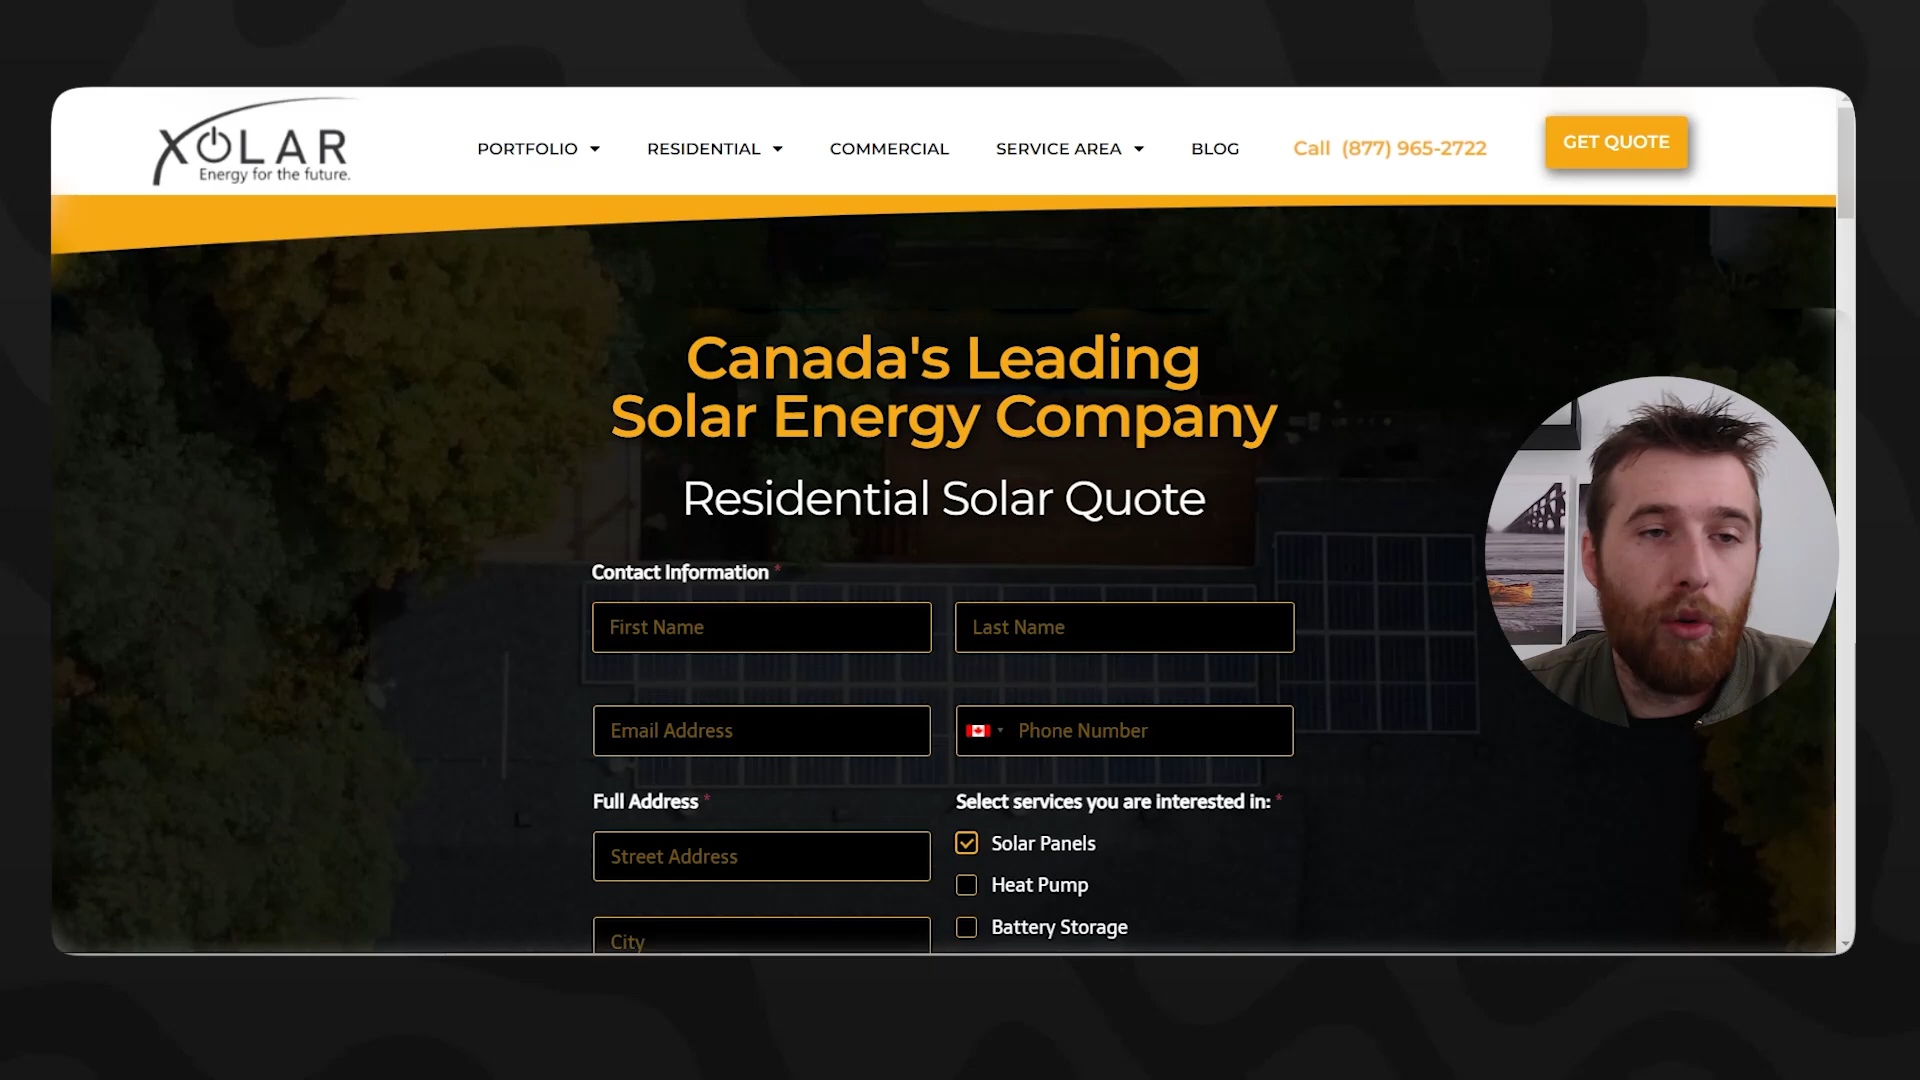 XOLAR
Energy for the future.
PORTFOLIO
RESIDENTIAL
COMMERCIAL
SERVICE AREA
BLOG
Call (877) 965-2722
GET QUOTE
Canada's Leading
Solar Energy Company
Residential Solar Quote
Contact Information *
First Name
Last Name
Email Address
Phone Number
Full Address *
Select services you are interested in: *
Street Address
Solar Panels
Heat Pump
City
Battery Storage